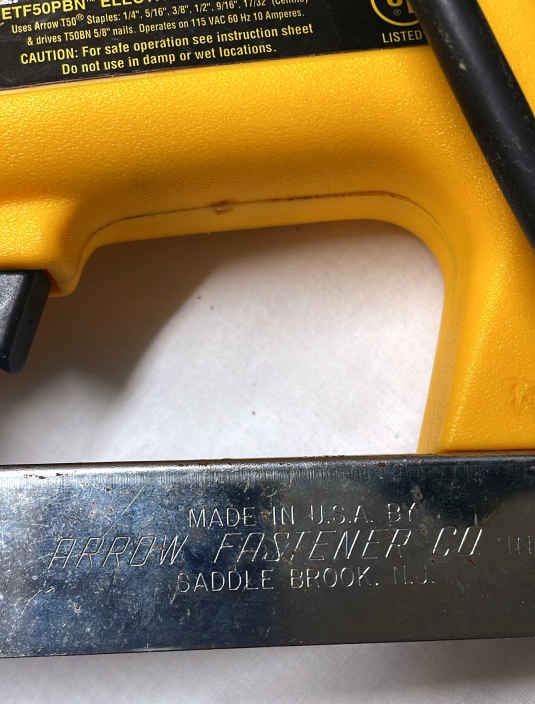 ETF50PBN™
Uses Arrow T50® Staples: 1/4", 5/16", 3/8", 1/2", 9/16", 17/32"
& drives T50BN 5/8" nails. Operates on 115 VAC 60 Hz 10 Amperes.
CAUTION: For safe operation see instruction sheet
Do not use in damp or wet locations.
®
LISTED
MADE IN U.S.A. BY
ARROW FASTENER CO.
SADDLE BROOK, N.J.